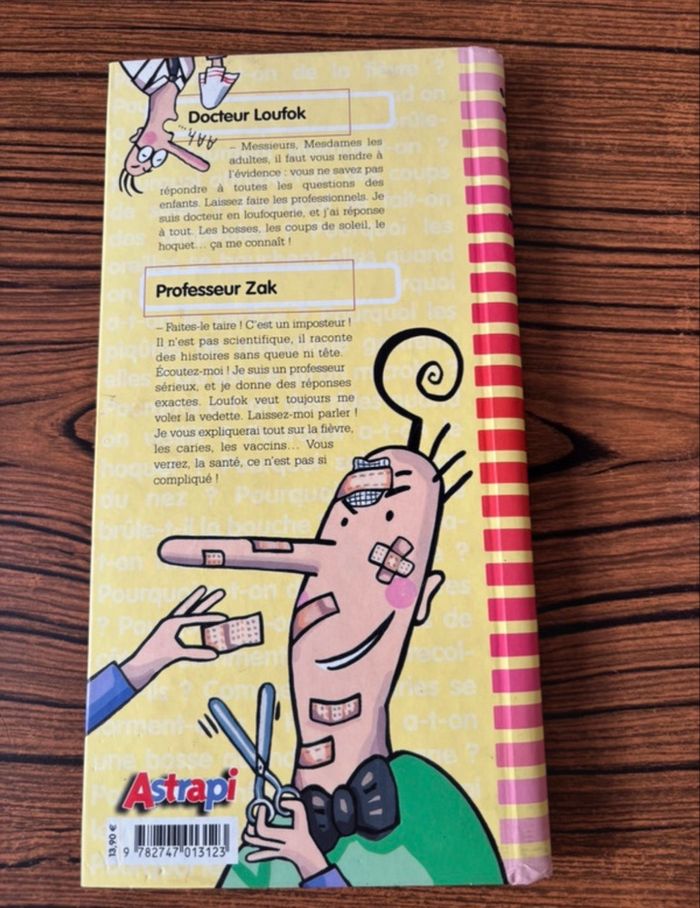 Docteur Loufok
AAH...
– Messieurs, Mesdames les
adultes, il faut vous rendre à
l'évidence : vous ne savez pas
répondre à toutes les questions des
enfants. Laissez faire les professionnels. Je
suis docteur en loufoquerie, et j'ai réponse
à tout. Les bosses, les coups de soleil, le
hoquet... ça me connaît !
Professeur Zak
– Faites-le taire ! C'est un imposteur !
Il n'est pas scientifique, il raconte
des histoires sans queue ni tête.
Écoutez-moi ! Je suis un professeur
sérieux, et je donne des réponses
exactes. Loufok veut toujours me
voler la vedette. Laissez-moi parler !
Je vous expliquerai tout sur la fièvre,
les caries, les vaccins... Vous
verrez, la santé, ce n'est pas si
compliqué !
Astrapi
13,90 €
9 782747 013123